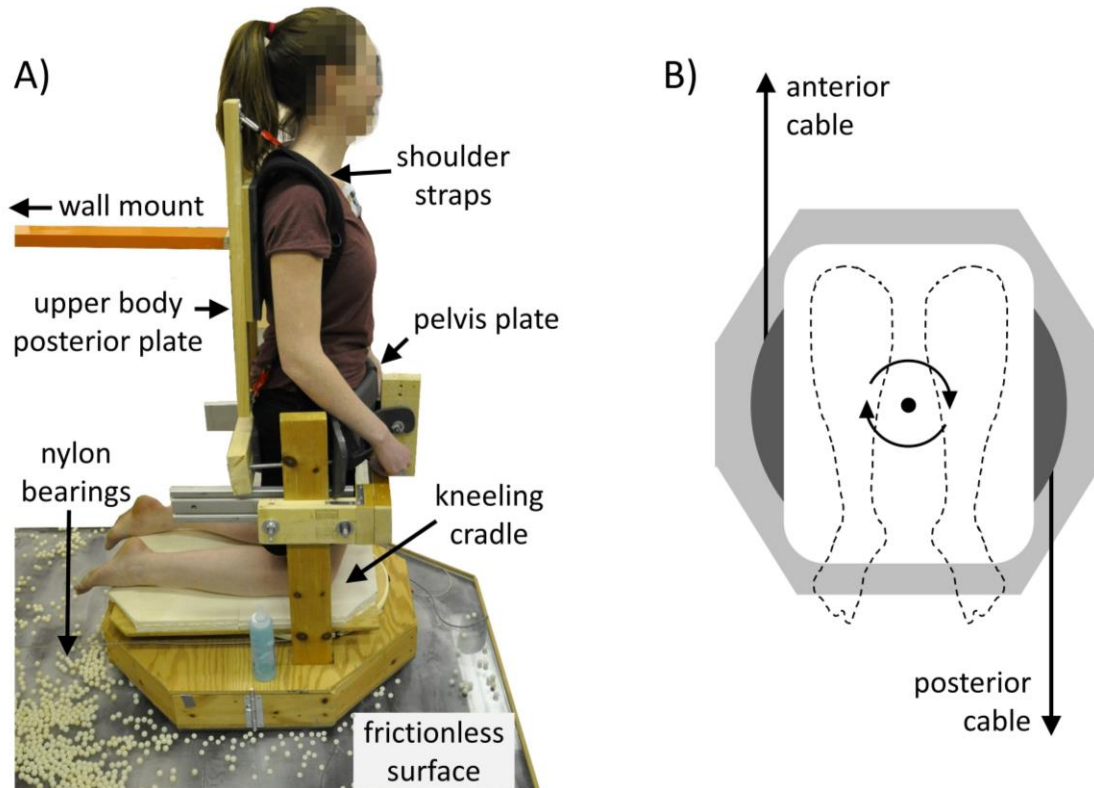 A)
shoulder
straps
wall mount
upper body
posterior plate
pelvis plate
nylon
bearings
kneeling
cradle
frictionless
surface
B)
anterior
cable
posterior
cable